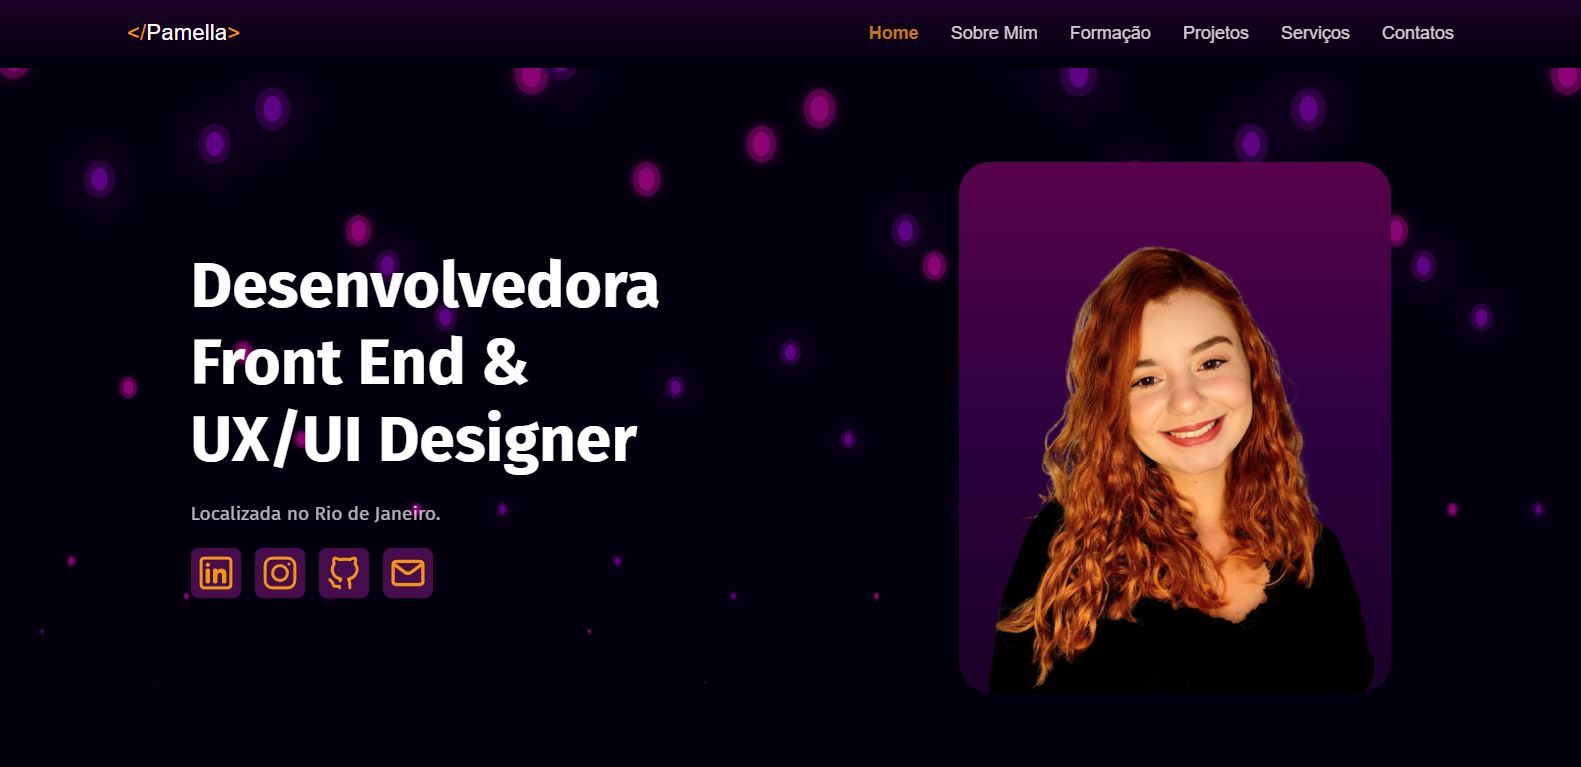 </Pamella>
Home Sobre Mim Formação Projetos Serviços Contatos
Desenvolvedora
Front End &
UX/UI Designer
Localizada no Rio de Janeiro.
in